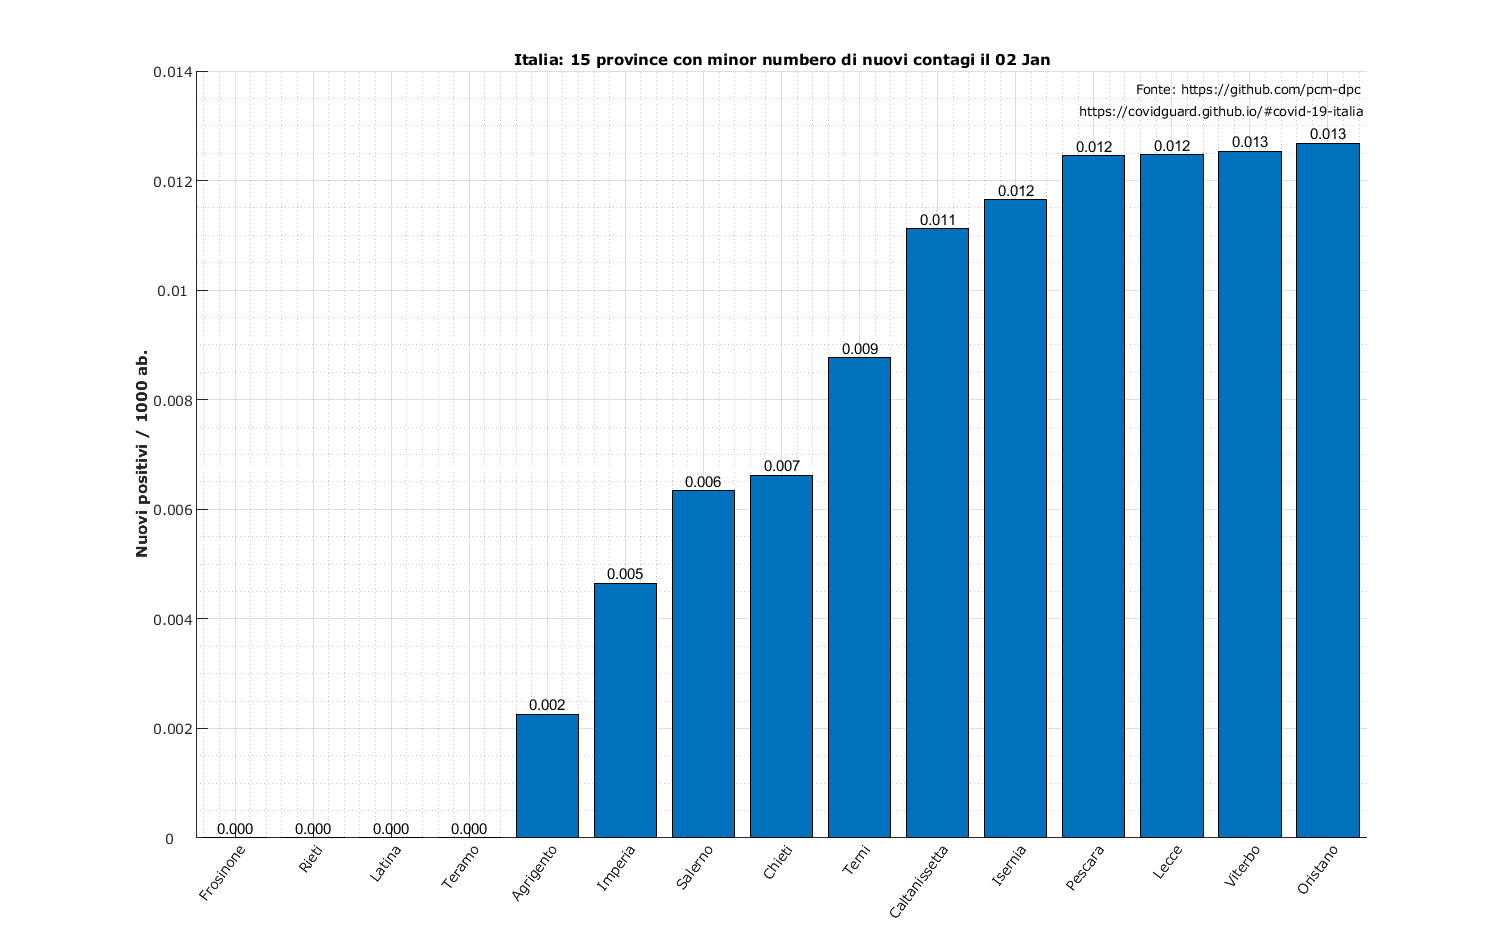 Italia: 15 province con minor numbero di nuovi contagi il 02 Jan
Fonte: https://github.com/pcm-dpc
https://covidguard.github.io/#covid-19-italia
Nuovi positivi / 1000 ab.
0.014
0.012
0.01
0.008
0.006
0.004
0.002
0
0.000
0.000
0.000
0.000
0.002
0.005
0.006
0.007
0.009
0.011
0.012
0.012
0.012
0.013
0.013
Frosinone
Rieti
Latina
Teramo
Agrigento
Imperia
Salerno
Chieti
Terni
Caltanissetta
Isernia
Pescara
Lecce
Viterbo
Oristano